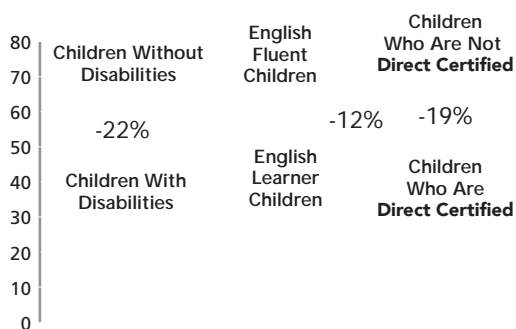 80
70
60
50
40
30
20
10
0
Children Without
Disabilities
-22%
Children With
Disabilities
English
Fluent
Children
-12%
English
Learner
Children
Children
Who Are Not
Direct Certified
-19%
Children
Who Are
Direct Certified